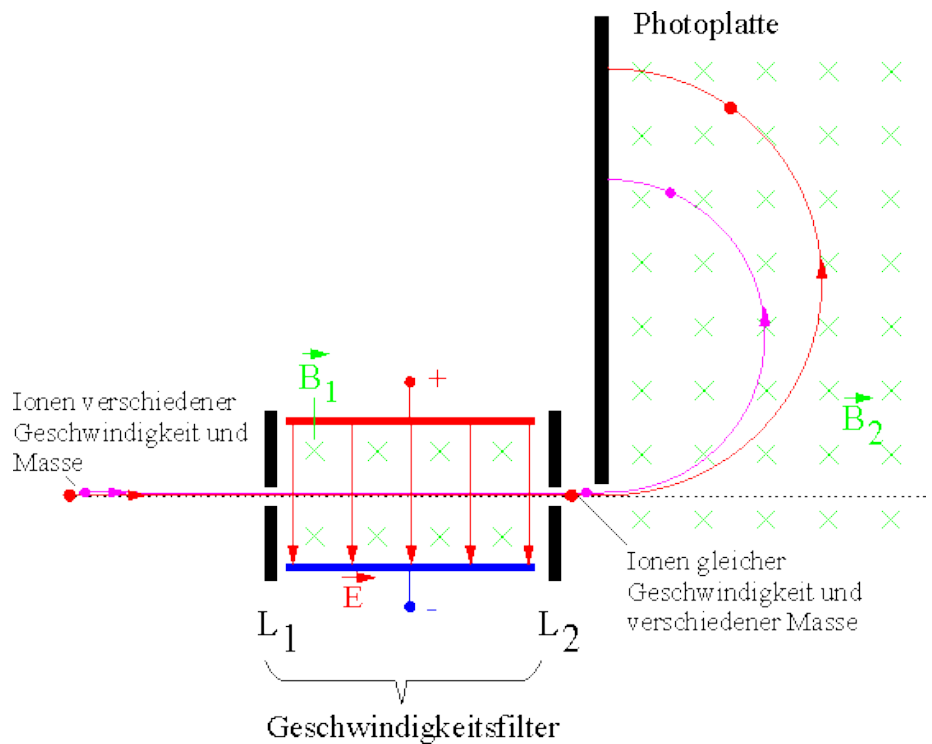 Photoplatte
B₁
+
Ionen verschiedener
Geschwindigkeit und
Masse
B₂
E
-
Ionen gleicher
Geschwindigkeit und
verschiedener Masse
L₁
L₂
Geschwindigkeitsfilter